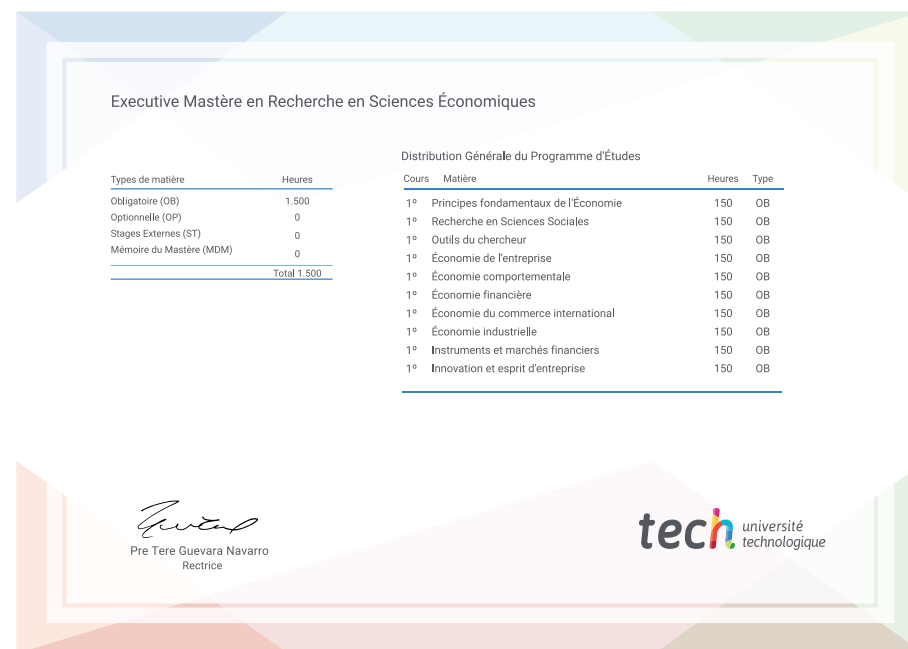 Executive Mastère en Recherche en Sciences Économiques
Types de matière Heures
Obligatoire (OB) 1.500
Optionnelle (OP) 0
Stages Externes (ST) 0
Mémoire du Mastère (MDM) 0
Total 1.500
Distribution Générale du Programme d'Études
Cours Matière Heures Type
1º Principes fondamentaux de l'Économie 150 OB
1º Recherche en Sciences Sociales 150 OB
1º Outils du chercheur 150 OB
1º Économie de l'entreprise 150 OB
1º Économie comportementale 150 OB
1º Économie financière 150 OB
1º Économie du commerce international 150 OB
1º Économie industrielle 150 OB
1º Instruments et marchés financiers 150 OB
1º Innovation et esprit d'entreprise 150 OB
Pre Tere Guevara Navarro
Rectrice
tech université
technologique